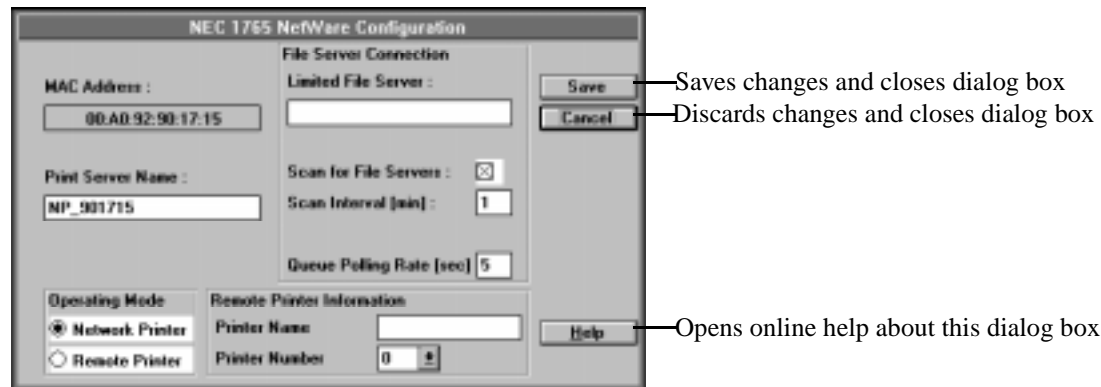 NEC 1765 NetWare Configuration
File Server Connection
MAC Address :
Limited File Server :
00:A0:92:90:17:15
Save
Saves changes and closes dialog box
Cancel
Discards changes and closes dialog box
Print Server Name :
NP_901715
Scan for File Servers :
Scan Interval [min] :
1
Queue Polling Rate [sec]
5
Operating Mode
Network Printer
Remote Printer
Remote Printer Information
Printer Name
Printer Number
0
Help
Opens online help about this dialog box